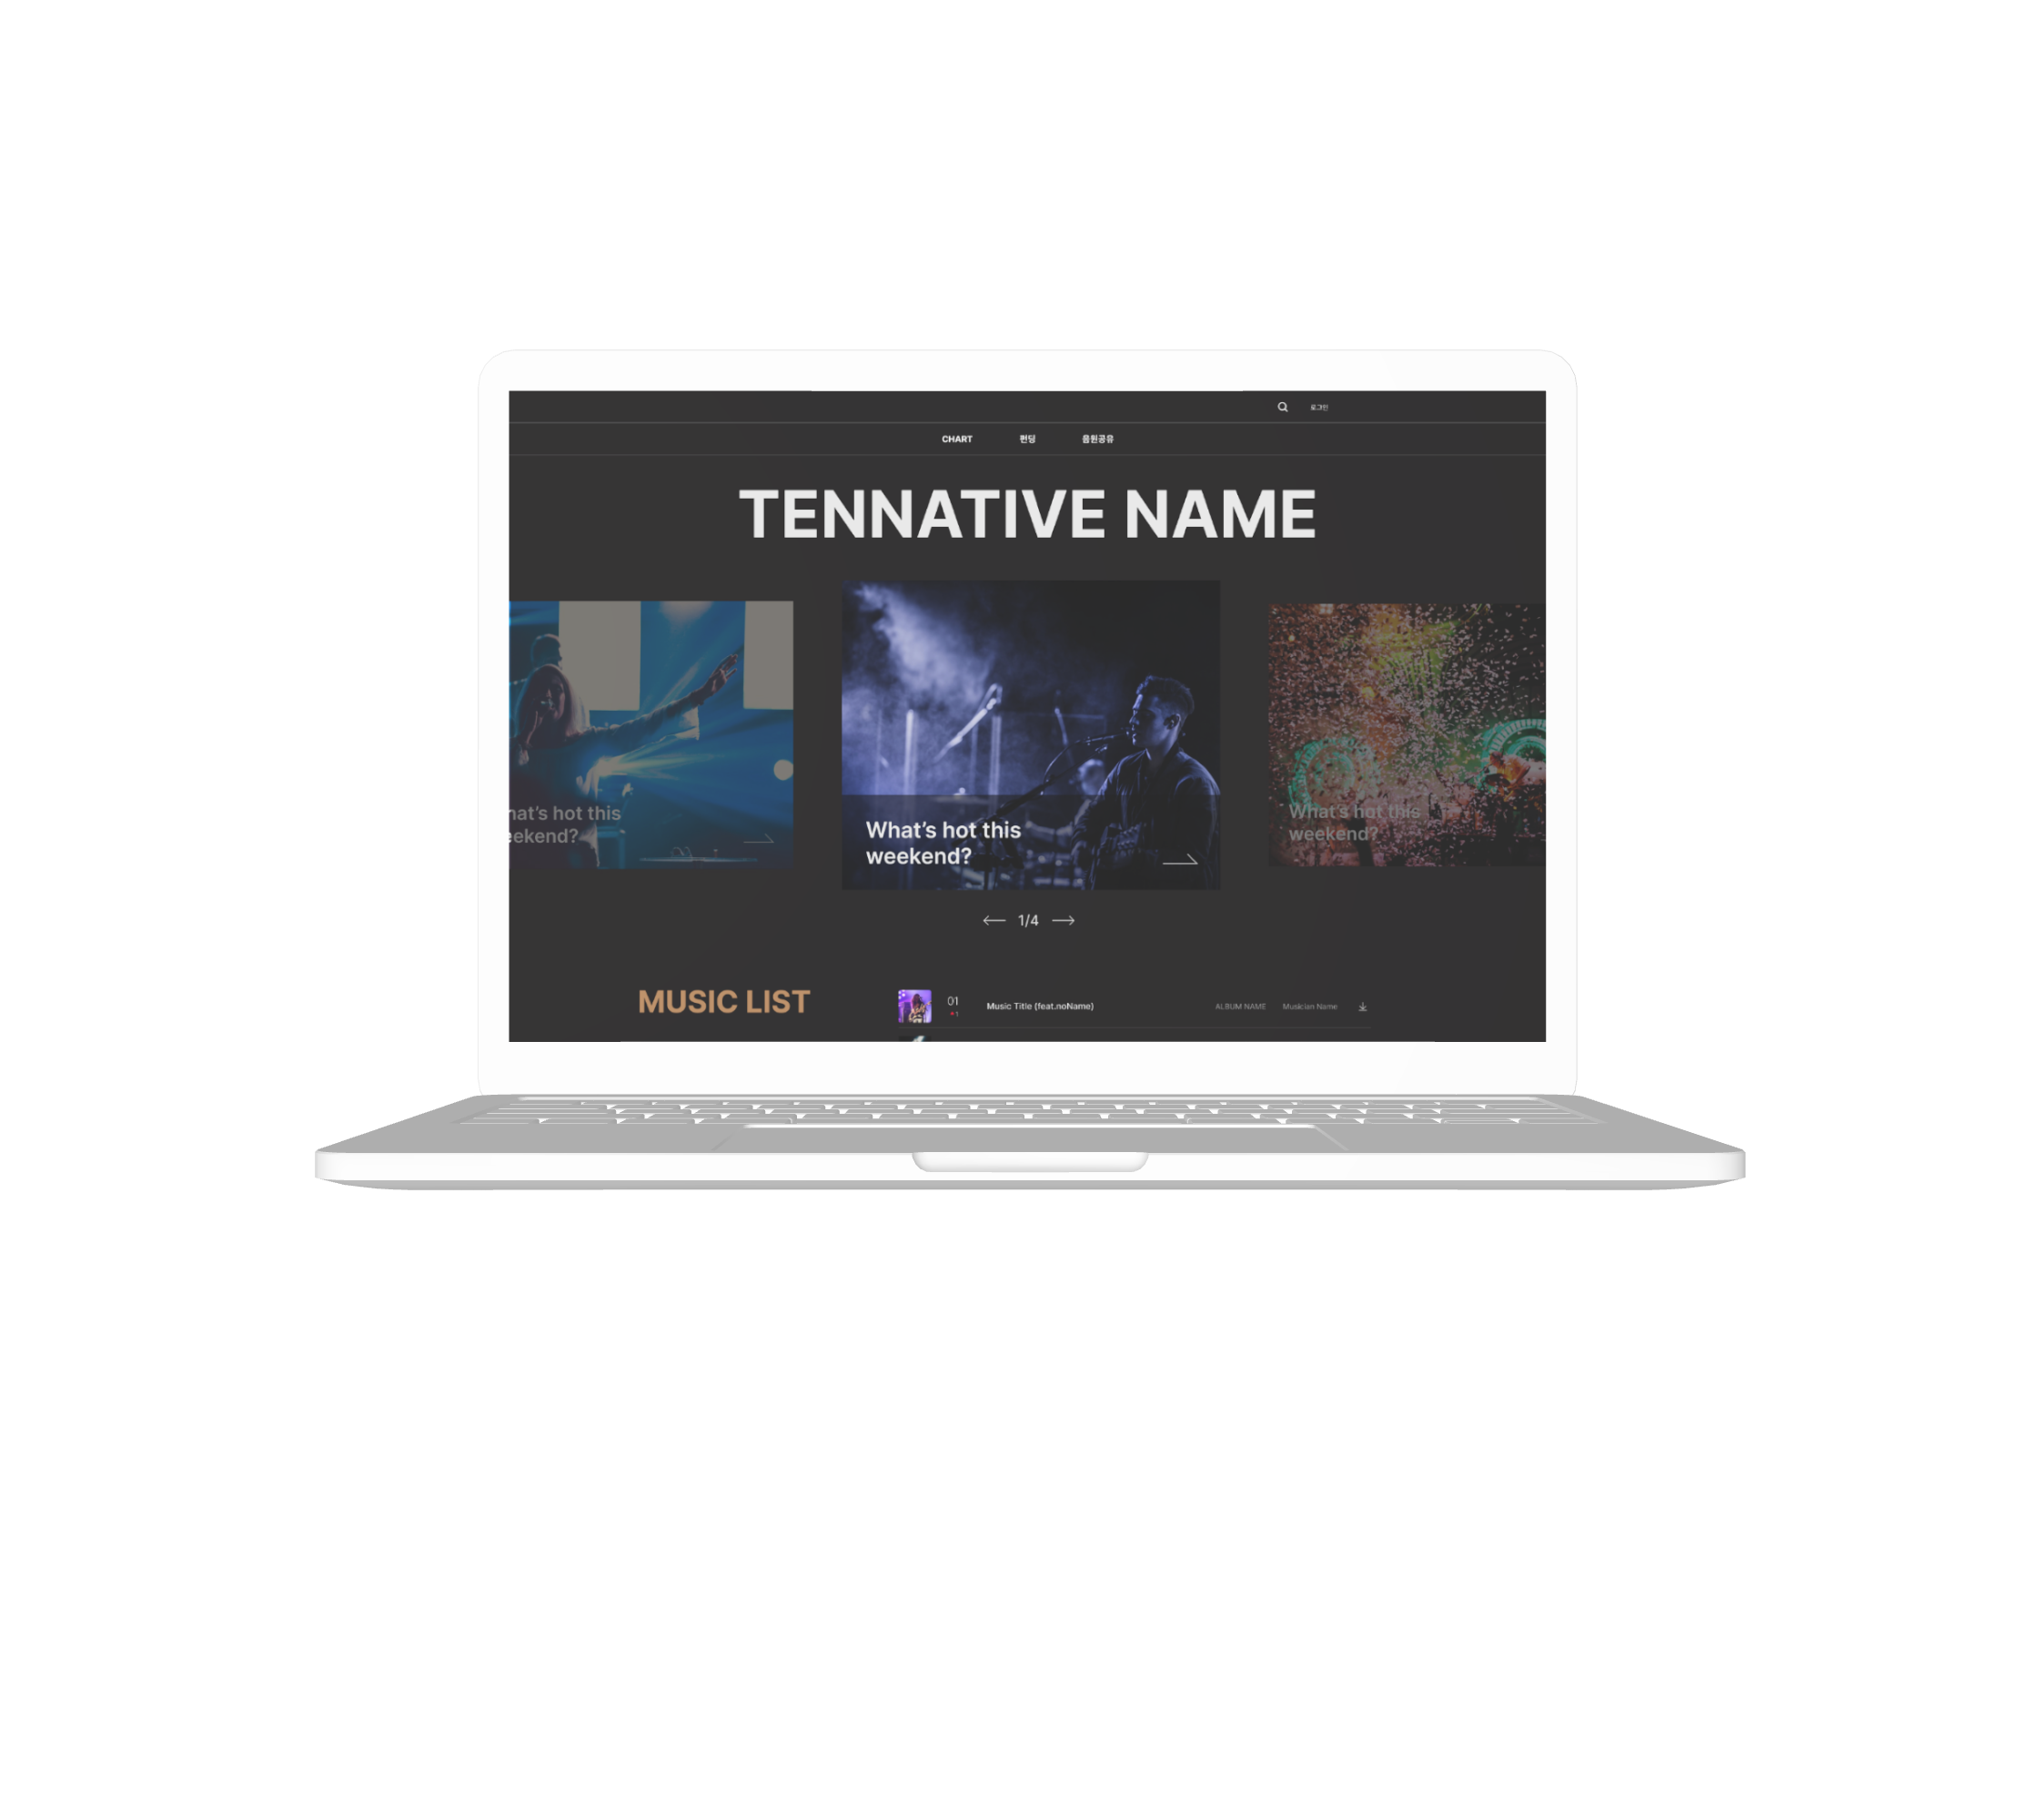 로그인
CHART 펀딩 음원공유
TENNATIVE NAME
hat's hot this
eekend?
What's hot this
weekend?
What's hot this
weekend?
1/4
MUSIC LIST
01
1
Music Title (feat.noName)
ALBUM NAME
Musician Name